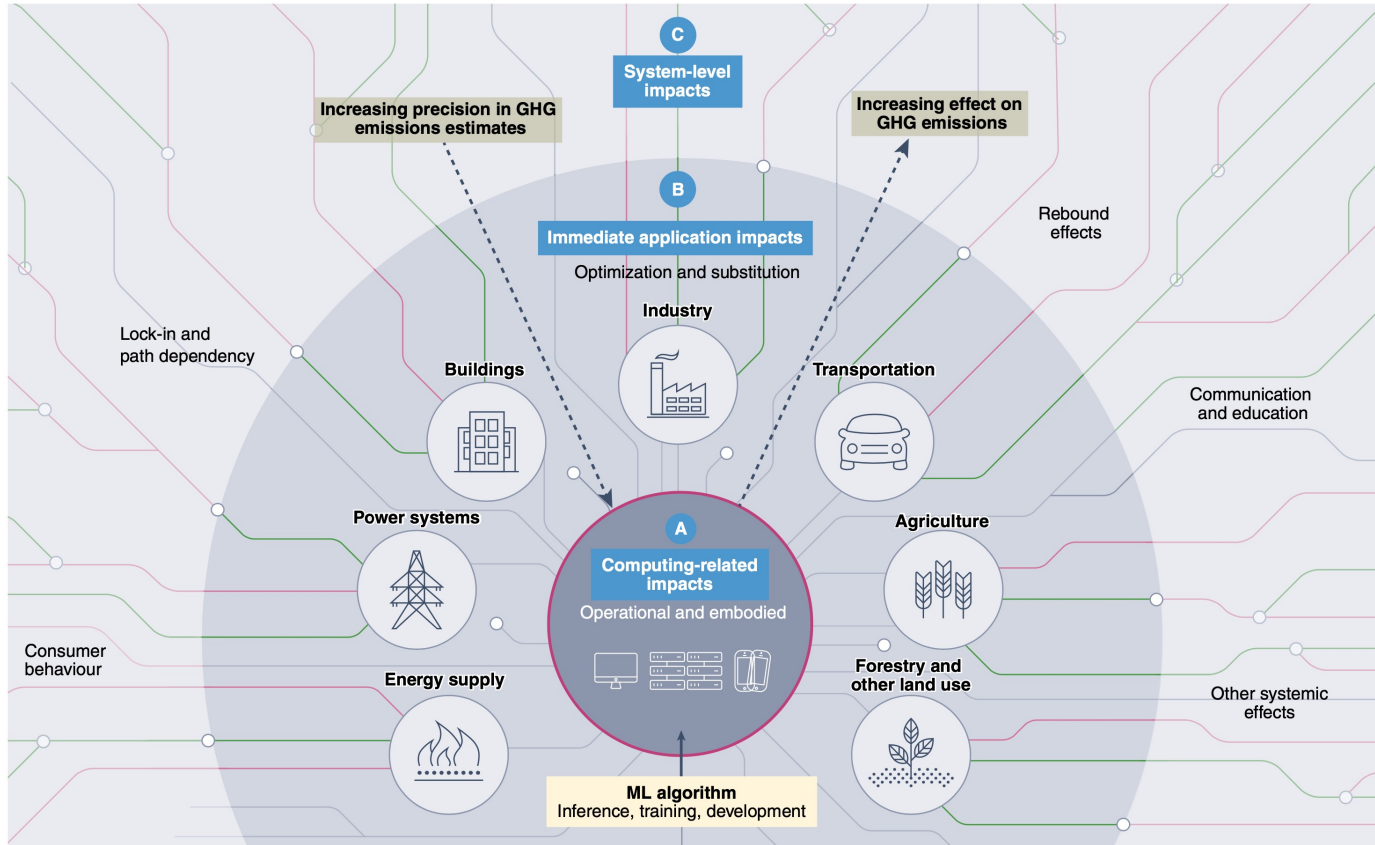 C
System-level
impacts
Increasing precision in GHG
emissions estimates
Increasing effect on
GHG emissions
B
Immediate application impacts
Optimization and substitution
Rebound
effects
Industry
Lock-in and
path dependency
Buildings
Transportation
Communication
and education
Power systems
Agriculture
A
Computing-related
impacts
Operational and embodied
Consumer
behaviour
Energy supply
Forestry and
other land use
Other systemic
effects
ML algorithm
Inference, training, development